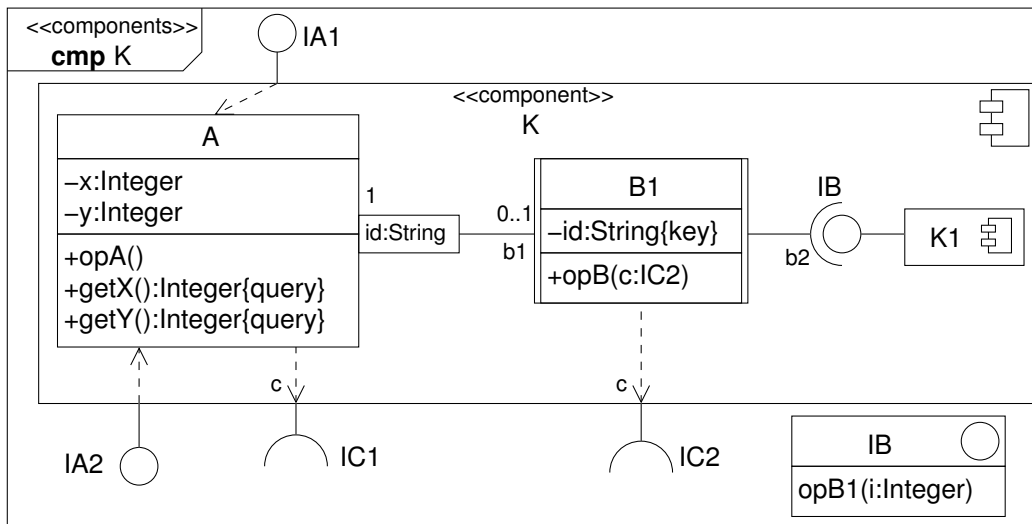 <<components>>
cmp K
IA1
<<component>>
K
A
–x:Integer
–y:Integer
+opA()
+getX():Integer{query}
+getY():Integer{query}
1
id:String
0..1
b1
B1
–id:String{key}
+opB(c:IC2)
IB
b2
K1
c
c
IA2
IC1
IC2
IB
opB1(i:Integer)